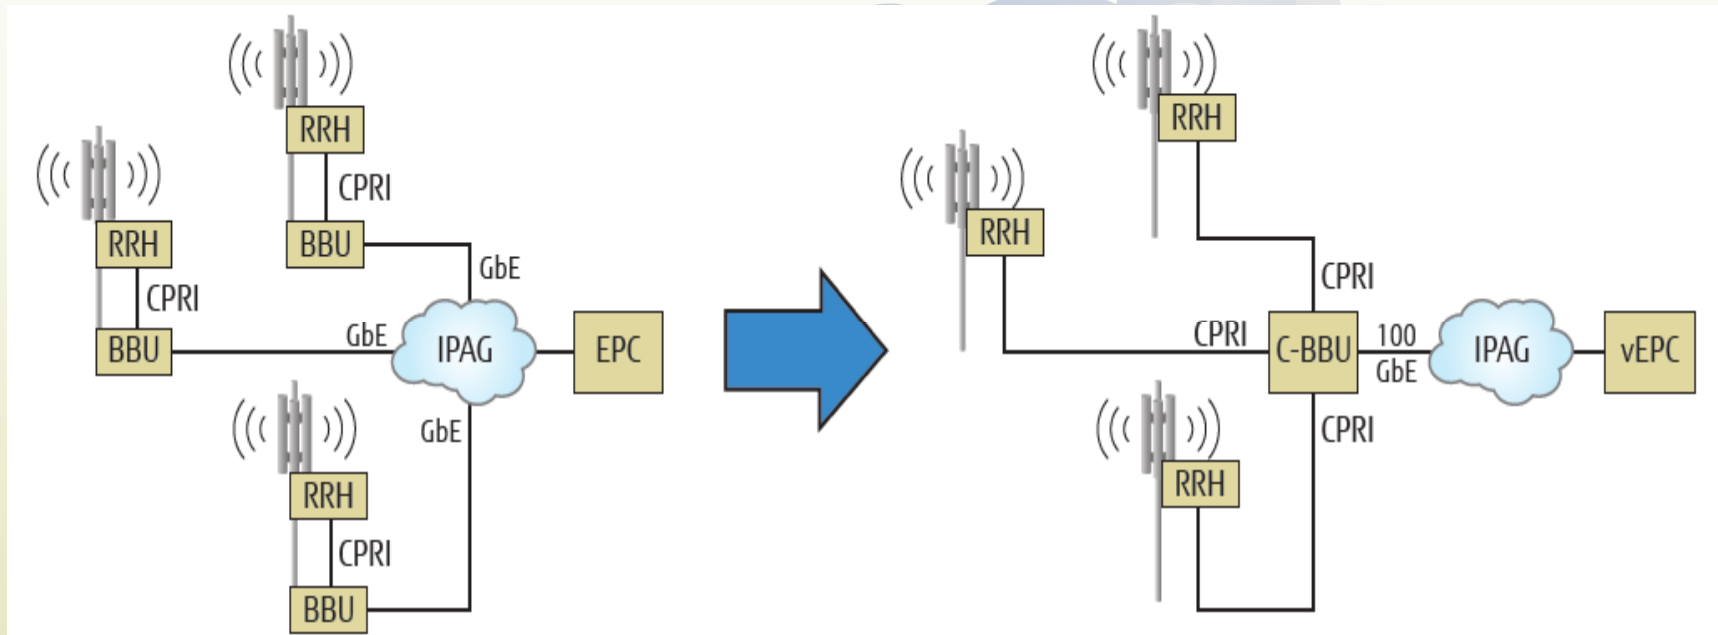 RRH
CPRI
BBU
GbE
RRH
CPRI
BBU
GbE
IPAG
EPC
GbE
RRH
CPRI
BBU
RRH
RRH
CPRI
CPRI
C-BBU
100
GbE
IPAG
vEPC
CPRI
RRH